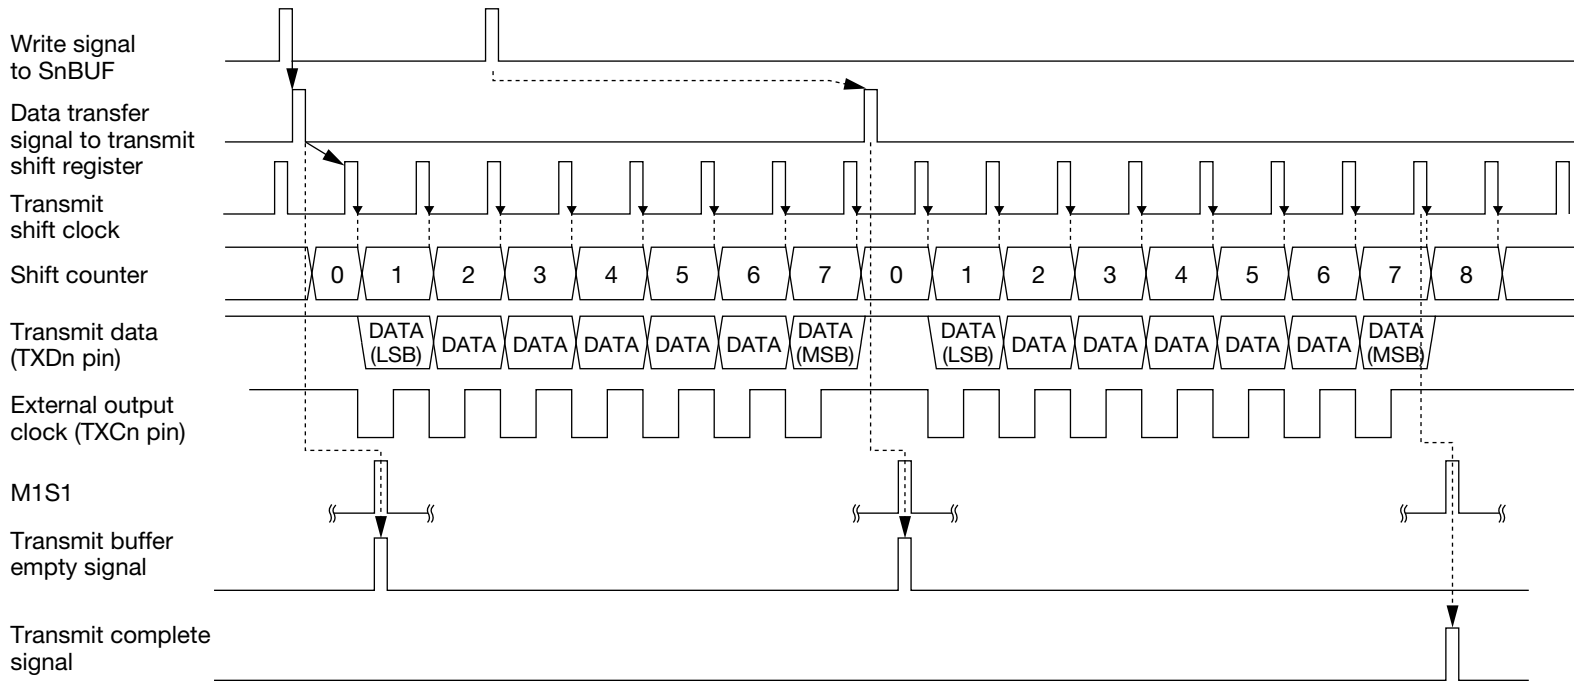 Write signal
to SnBUF
Data transfer
signal to transmit
shift register
Transmit
shift clock
Shift counter
0 1 2 3 4 5 6 7 0 1 2 3 4 5 6 7 8
Transmit data
(TXDn pin)
DATA
(LSB)
DATA DATA DATA DATA DATA
DATA
(MSB)
DATA
(LSB)
DATA DATA DATA DATA DATA
DATA
(MSB)
External output
clock (TXCn pin)
M1S1
Transmit buffer
empty signal
Transmit complete
signal